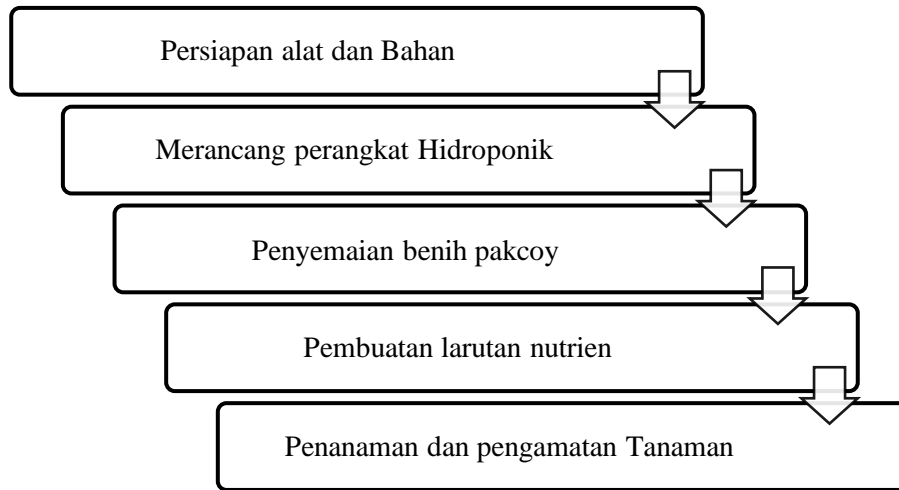 Persiapan alat dan Bahan
Merancang perangkat Hidroponik
Penyemaian benih pakcoy
Pembuatan larutan nutrien
Penanaman dan pengamatan Tanaman